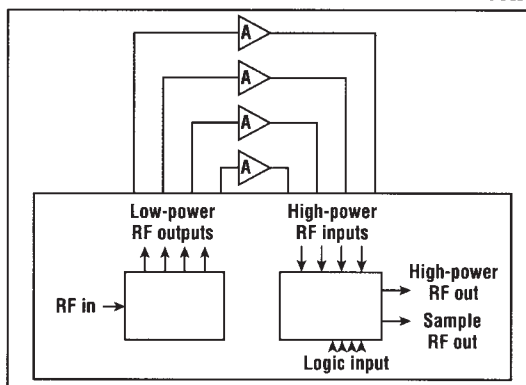 A
A
A
A
Low-power
RF outputs
High-power
RF inputs
RF in
High-power
RF out
Sample
RF out
Logic input